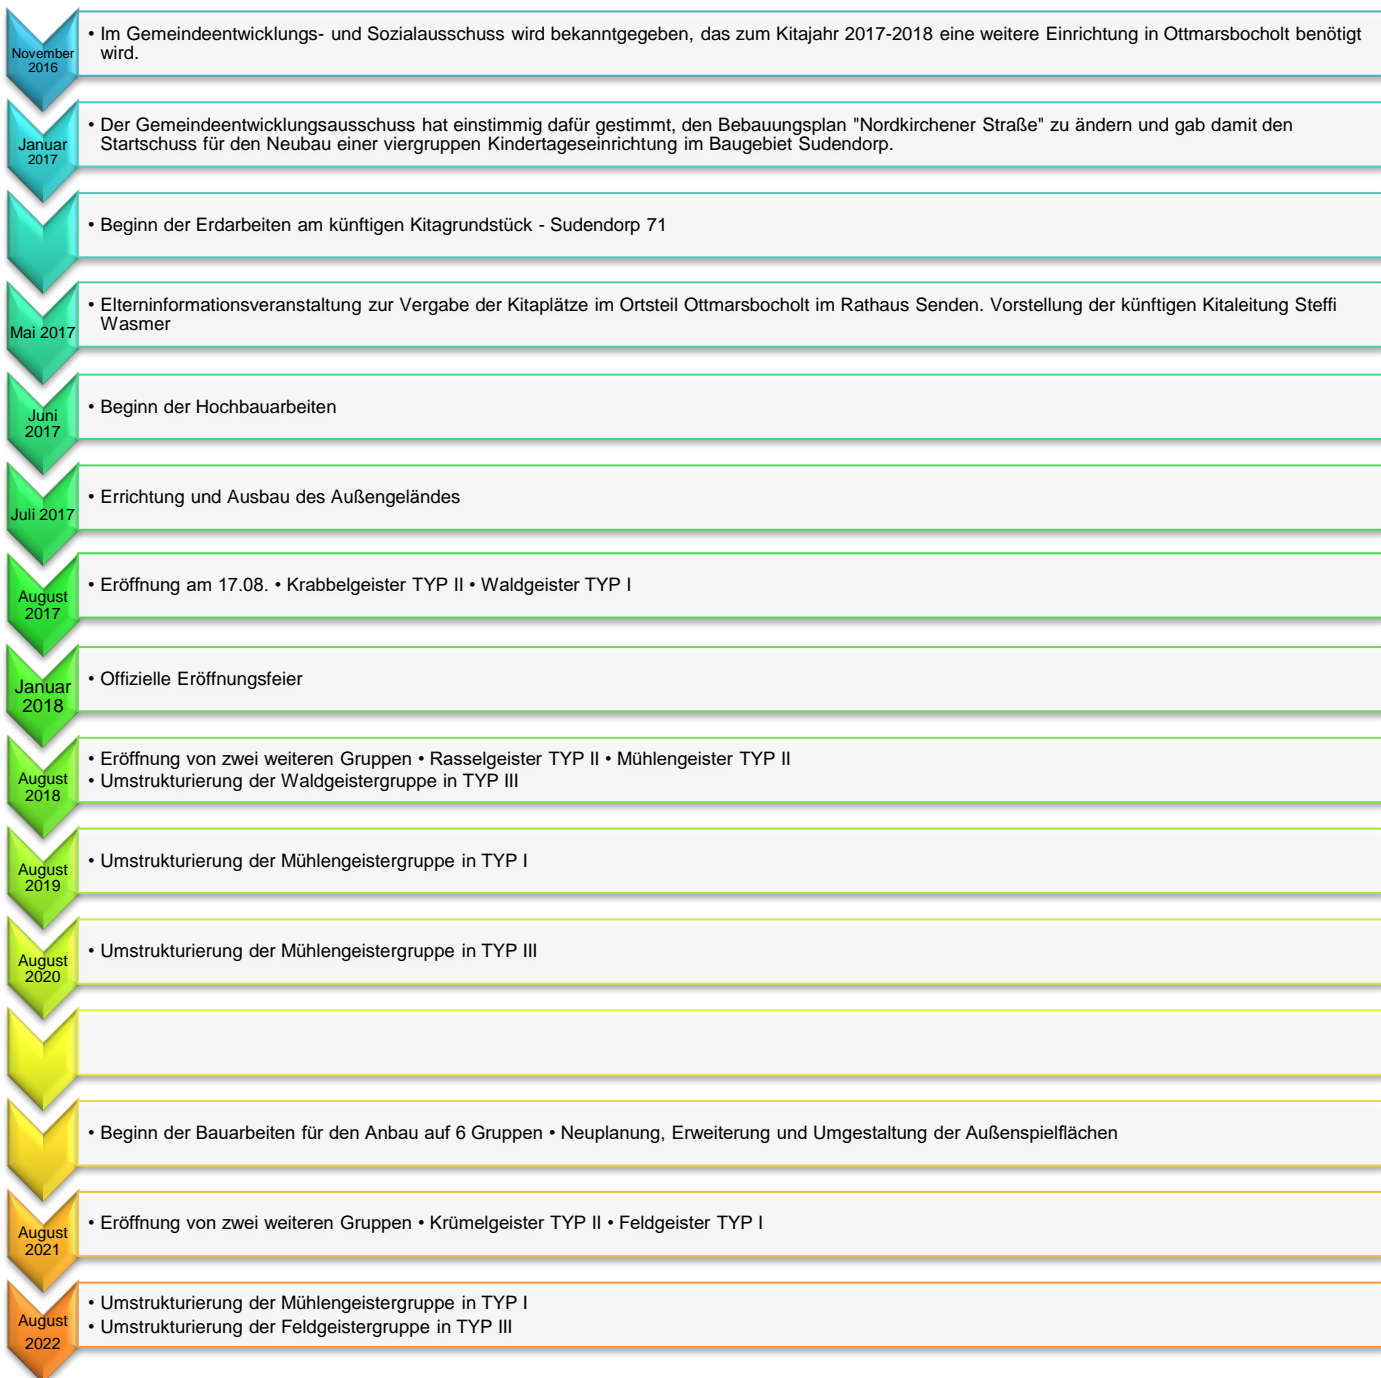 November
2016
• Im Gemeindeentwicklungs- und Sozialausschuss wird bekanntgegeben, das zum Kitajahr 2017-2018 eine weitere Einrichtung in Ottmarsbocholt benötigt
wird.
Januar
2017
• Der Gemeindeentwicklungsausschuss hat einstimmig dafür gestimmt, den Bebauungsplan "Nordkirchener Straße" zu ändern und gab damit den
Startschuss für den Neubau einer viergruppen Kindertageseinrichtung im Baugebiet Sudendorp.
• Beginn der Erdarbeiten am künftigen Kitagrundstück - Sudendorp 71
Mai 2017
• Elterninformationsveranstaltung zur Vergabe der Kitaplätze im Ortsteil Ottmarsbocholt im Rathaus Senden. Vorstellung der künftigen Kitaleitung Steffi
Wasmer
Juni
2017
• Beginn der Hochbauarbeiten
Juli 2017
• Errichtung und Ausbau des Außengeländes
August
2017
• Eröffnung am 17.08. • Krabbelgeister TYP II • Waldgeister TYP I
Januar
2018
• Offizielle Eröffnungsfeier
August
2018
• Eröffnung von zwei weiteren Gruppen • Rasselgeister TYP II • Mühlengeister TYP II
• Umstrukturierung der Waldgeistergruppe in TYP III
August
2019
• Umstrukturierung der Mühlengeistergruppe in TYP I
August
2020
• Umstrukturierung der Mühlengeistergruppe in TYP III
• Beginn der Bauarbeiten für den Anbau auf 6 Gruppen • Neuplanung, Erweiterung und Umgestaltung der Außenspielflächen
August
2021
• Eröffnung von zwei weiteren Gruppen • Krümelgeister TYP II • Feldgeister TYP I
August
2022
• Umstrukturierung der Mühlengeistergruppe in TYP I
• Umstrukturierung der Feldgeistergruppe in TYP III